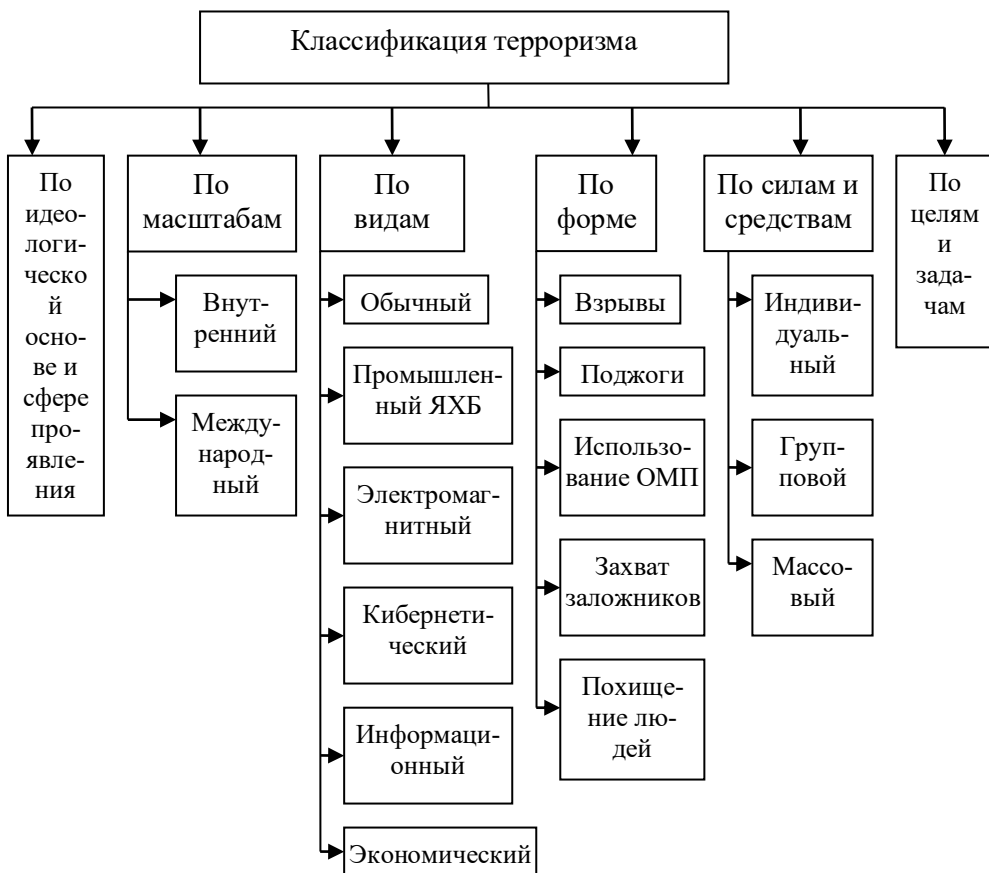 Классификация терроризма
По
идео-
логи-
ческо
й
осно-
ве и
сфере
про-
явле-
ния
По
масштабам
Внут-
ренний
Между-
народ-
ный
По
видам
Обычный
Промышлен-
ный ЯХБ
Электромаг-
нитный
Кибернети-
ческий
Информаци-
онный
Экономический
По
форме
Взрывы
Поджоги
Использо-
вание ОМП
Захват
заложников
Похище-
ние лю-
дей
По силам и
средствам
Индиви-
дуаль-
ный
Груп-
повой
Массо-
вый
По
целям
и
зада-
чам